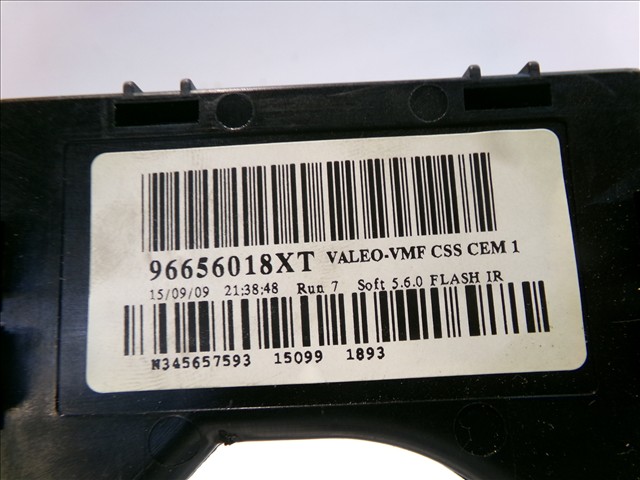 96656018XT VALEO-VMF CSS CEM 1
15/09/09 21:38:48 Run 7 Soft 5.6.0 FLASH IR
N345657593 15099 1893